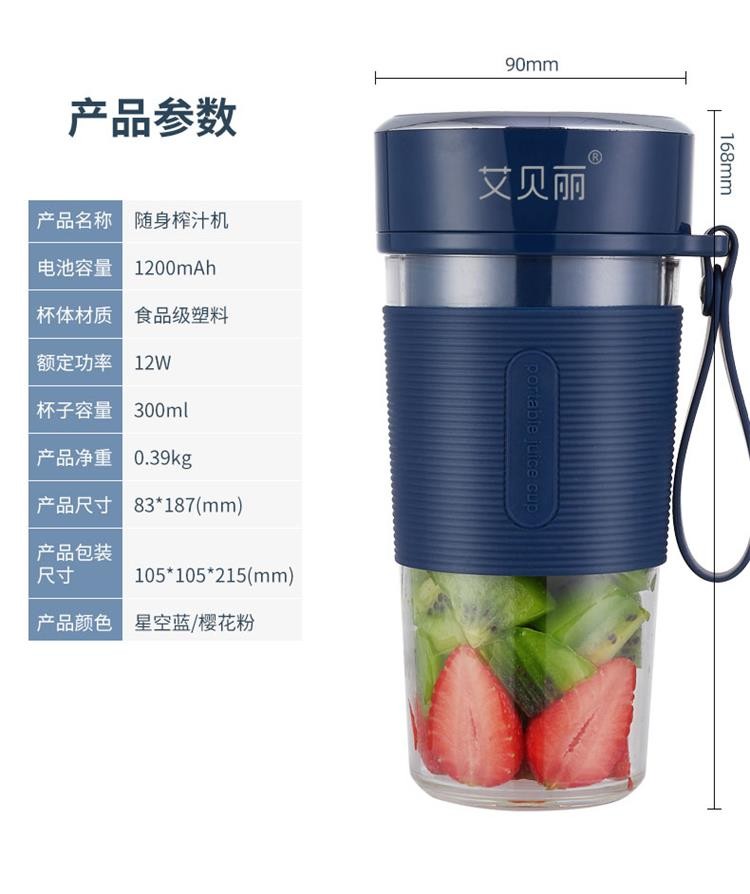 90mm
产品参数
168mm
艾贝丽®
产品名称 随身榨汁机
电池容量 1200mAh
杯体材质 食品级塑料
额定功率 12W
杯子容量 300ml
产品净重 0.39kg
产品尺寸 83*187(mm)
产品包装
尺寸 105*105*215(mm)
产品颜色 星空蓝/樱花粉
portable juice cup